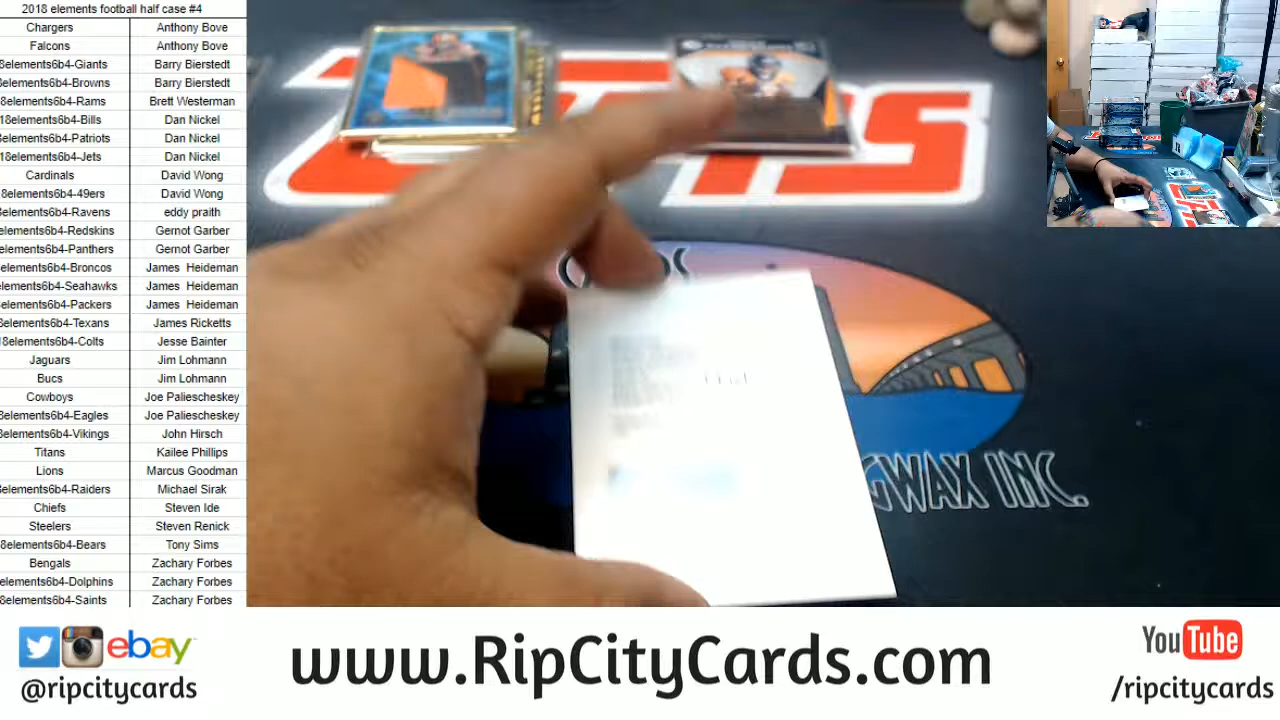 2018 elements football half case #4
Chargers Anthony Bove
Falcons Anthony Bove
8elements6b4-Giants Barry Bierstedt
elements6b4-Browns Barry Bierstedt
8elements6b4-Rams Brett Westerman
18elements6b4-Bills Dan Nickel
elements6b4-Patriots Dan Nickel
18elements6b4-Jets Dan Nickel
Cardinals David Wong
8elements6b4-49ers David Wong
elements6b4-Ravens eddy praith
elements6b4-Redskins Gernot Garber
elements6b4-Panthers Gernot Garber
elements6b4-Broncos James Heideman
elements6b4-Seahawks James Heideman
elements6b4-Packers James Heideman
elements6b4-Texans James Ricketts
18elements6b4-Colts Jesse Bainter
Jaguars Jim Lohmann
Bucs Jim Lohmann
Cowboys Joe Paliescheskey
8elements6b4-Eagles Joe Paliescheskey
elements6b4-Vikings John Hirsch
Titans Kailee Phillips
Lions Marcus Goodman
elements6b4-Raiders Michael Sirak
Chiefs Steven Ide
Steelers Steven Renick
8elements6b4-Bears Tony Sims
Bengals Zachary Forbes
elements6b4-Dolphins Zachary Forbes
8elements6b4-Saints Zachary Forbes
GWAX INC.
ebay
@ripcitycards
www.RipCityCards.com
YouTube
/ripcitycards